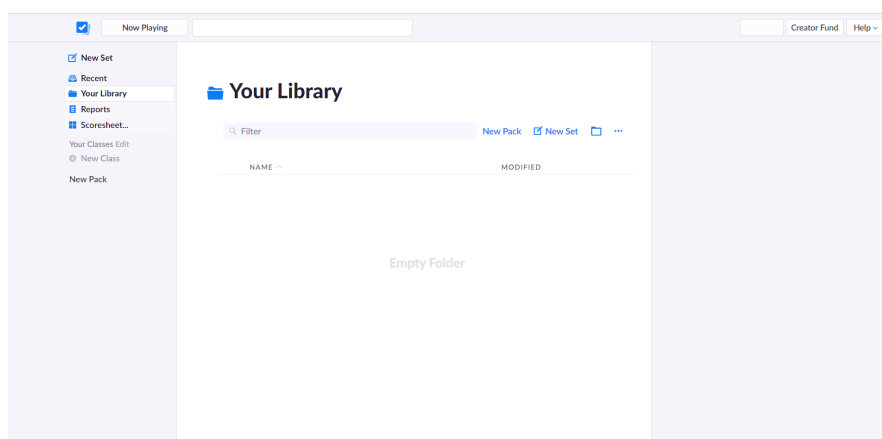 Now Playing
Creator Fund
Help
New Set
Recent
Your Library
Reports
Scoresheet...
Your Classes Edit
New Class
New Pack
Your Library
Filter
New Pack New Set ...
NAME MODIFIED
Empty Folder